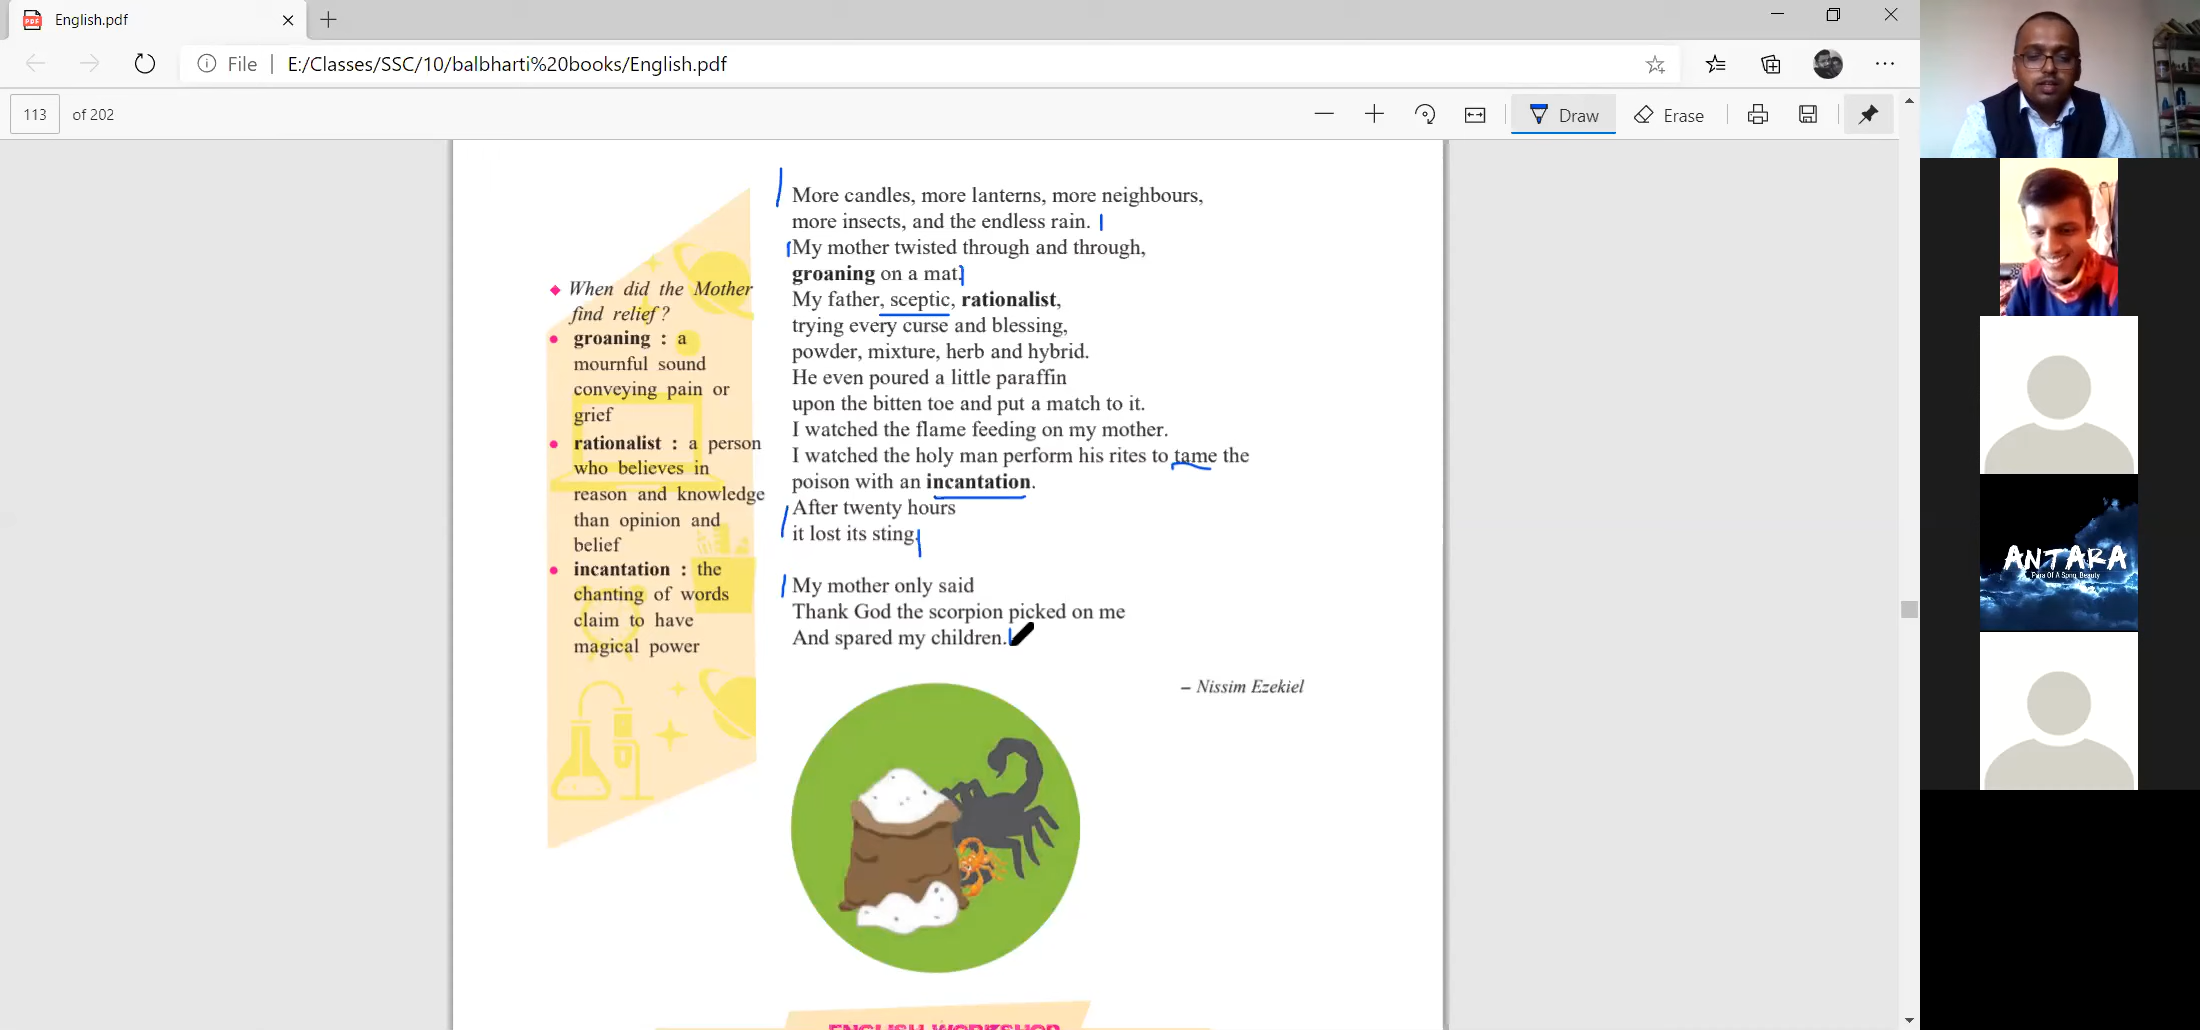 English.pdf
File
E:/Classes/SSC/10/balbharti%20books/English.pdf
113 of 202
Draw
Erase
More candles, more lanterns, more neighbours,
more insects, and the endless rain.
My mother twisted through and through,
groaning on a mat.
My father, sceptic, rationalist,
trying every curse and blessing,
powder, mixture, herb and hybrid.
He even poured a little paraffin
upon the bitten toe and put a match to it.
I watched the flame feeding on my mother.
I watched the holy man perform his rites to tame the
poison with an incantation.
After twenty hours
it lost its sting.
My mother only said
Thank God the scorpion picked on me
And spared my children.
– Nissim Ezekiel
When did the Mother
find relief ?
groaning : a
mournful sound
conveying pain or
grief
rationalist : a person
who believes in
reason and knowledge
than opinion and
belief
incantation : the
chanting of words
claim to have
magical power
ENGLISH WORKSHOP
ANTARA
Para Of A Song Beauty